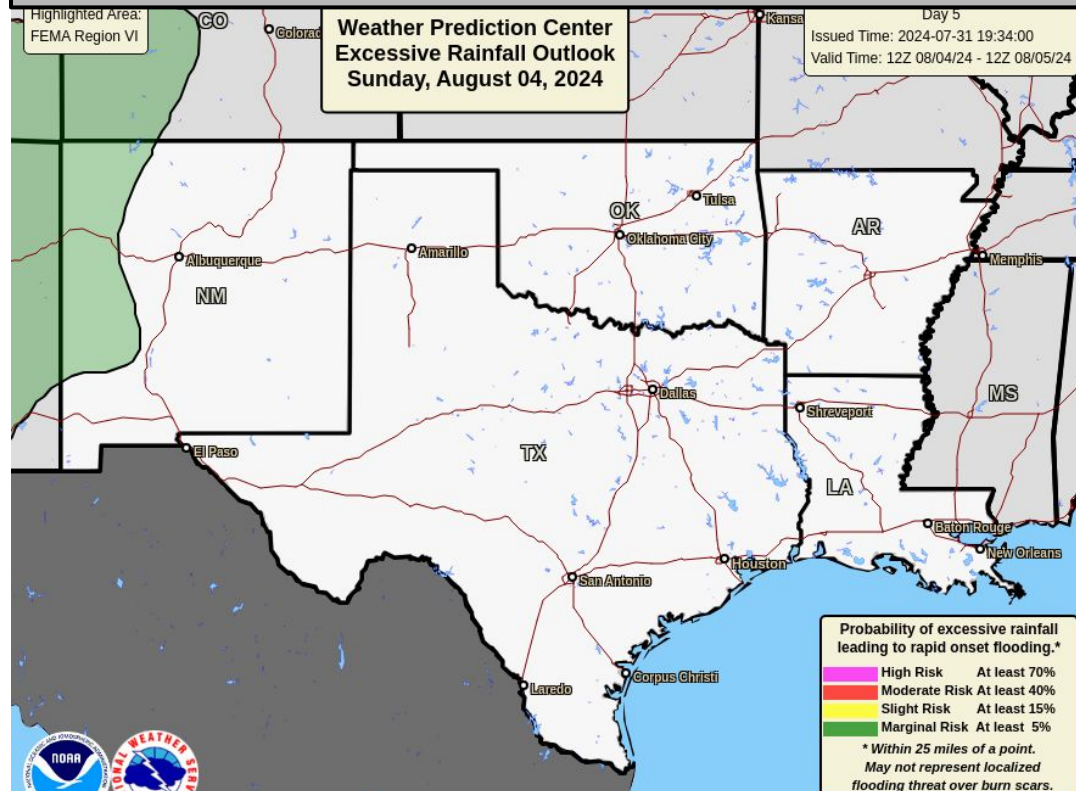 Highlighted Area:
FEMA Region VI
Weather Prediction Center
Excessive Rainfall Outlook
Sunday, August 04, 2024
Day 5
Issued Time: 2024-07-31 19:34:00
Valid Time: 12Z 08/04/24 - 12Z 08/05/24
CO
Colorad
Kansa
Tulsa
OK
Oklahoma City
AR
Amarillo
Albuquerque
Memphis
NM
Dallas
Shreveport
MS
El Paso
TX
LA
Baton Rouge
New Orleans
Houston
San Antonio
Corpus Christi
Laredo
Probability of excessive rainfall
leading to rapid onset flooding.*
High Risk At least 70%
Moderate Risk At least 40%
Slight Risk At least 15%
Marginal Risk At least 5%
* Within 25 miles of a point.
May not represent localized
flooding threat over burn scars.
NOAA
NAL WEATHER SER